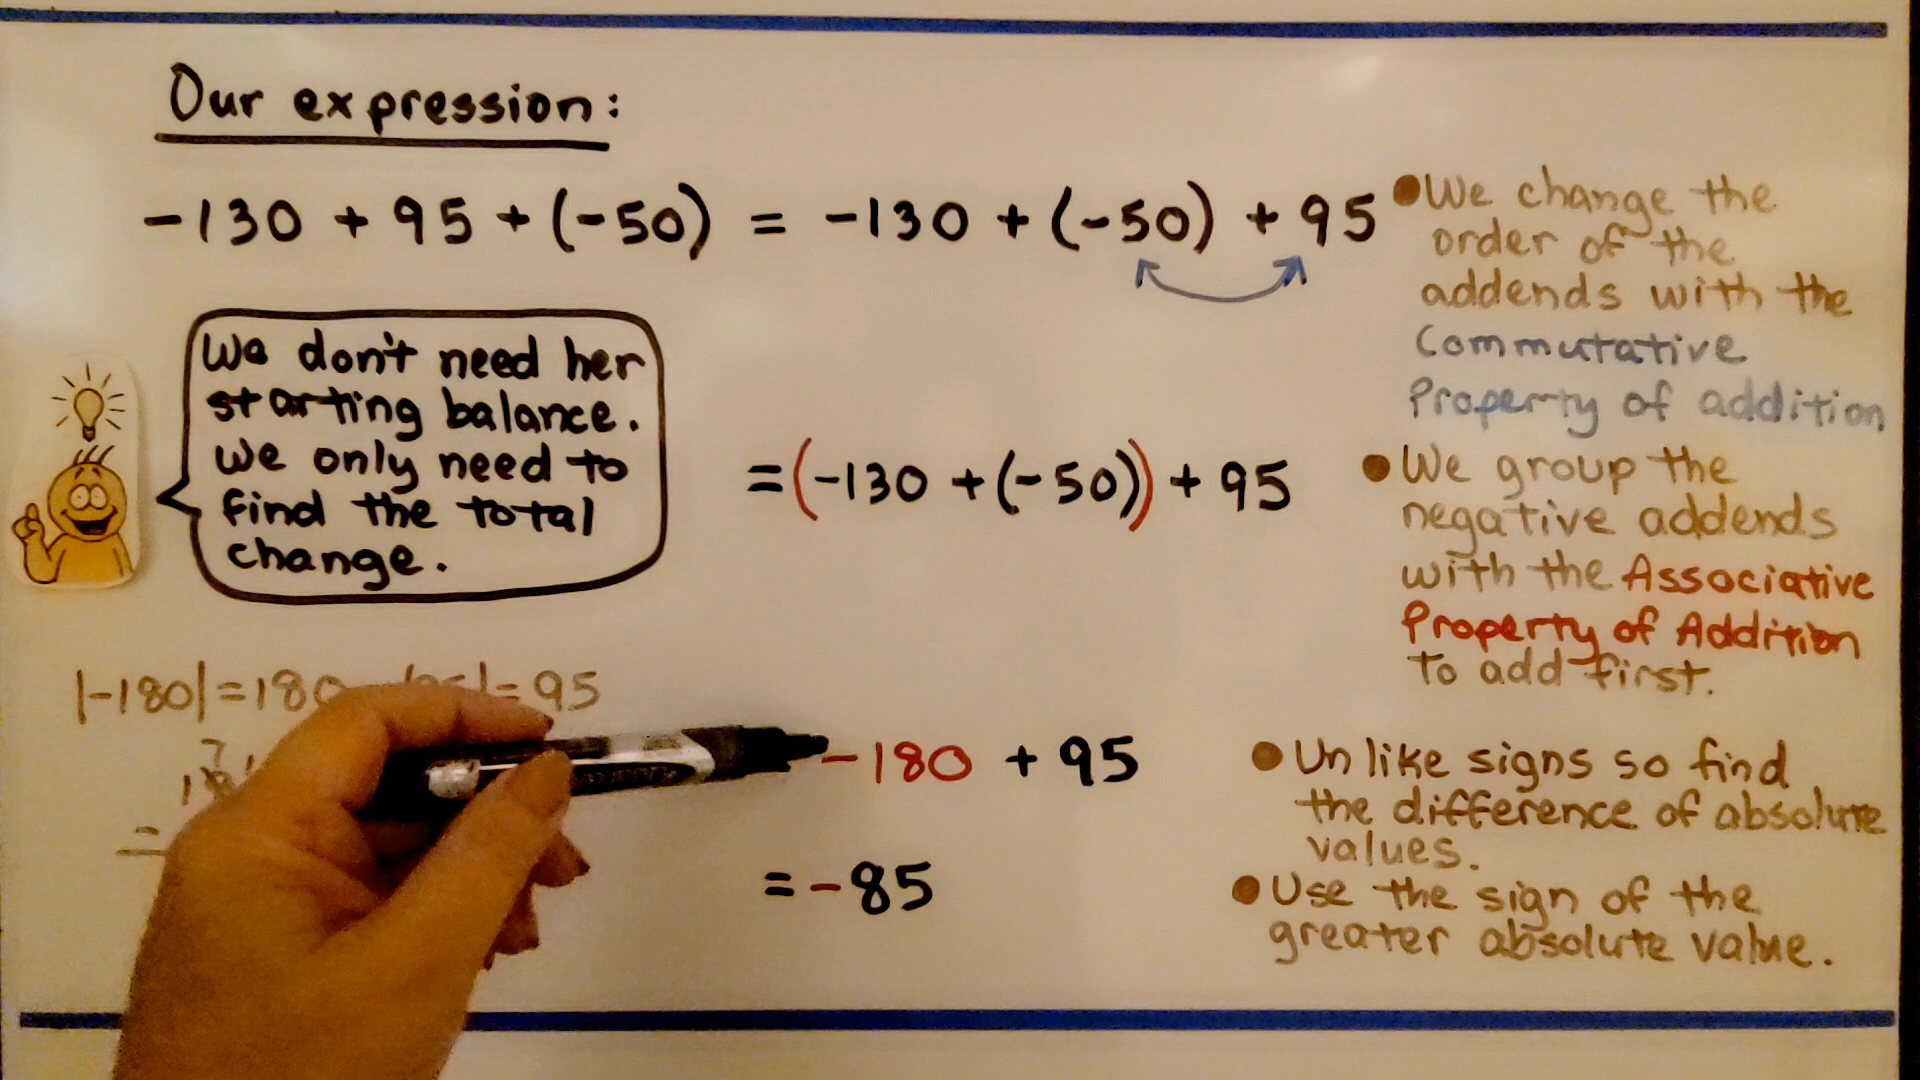 Our expression:
-130 + 95 + (-50) = -130 + (-50) + 95
We change the
order of the
addends with the
Commutative
Property of addition
We don't need her
starting balance.
We only need to
find the total
change.
= (-130 + (-50)) + 95
We group the
negative addends
with the Associative
Property of Addition
to add first.
|-180| = 180 = 95
-180 + 95
Unlike signs so find
the difference of absolute
values.
= -85
Use the sign of the
greater absolute value.